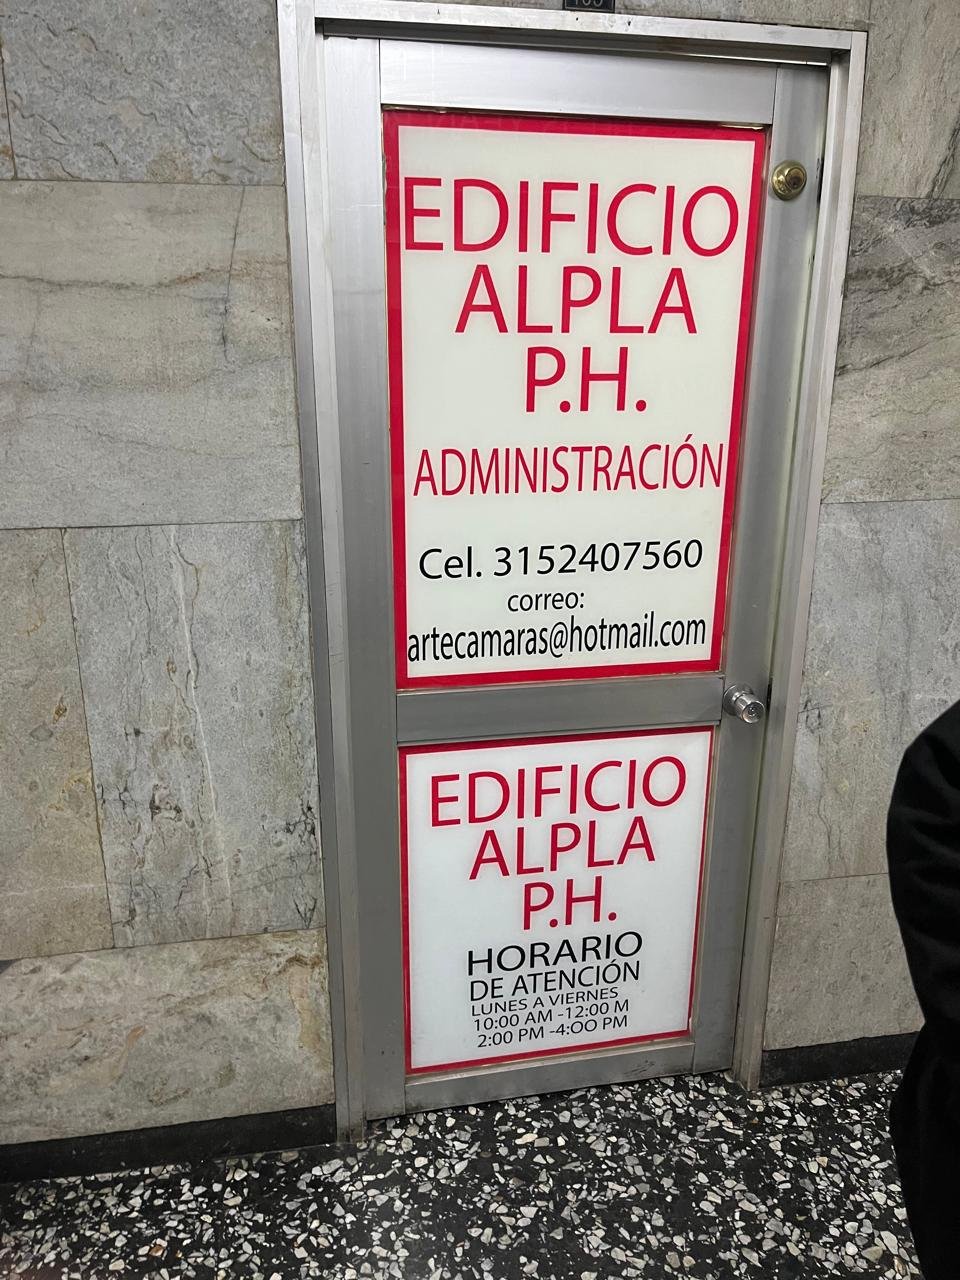 EDIFICIO
ALPLA
P.H.
ADMINISTRACIÓN
Cel. 3152407560
correo:
artecamaras@hotmail.com
EDIFICIO
ALPLA
P.H.
HORARIO
DE ATENCIÓN
LUNES A VIERNES
10:00 AM -12:00 M
2:00 PM -4:OO PM